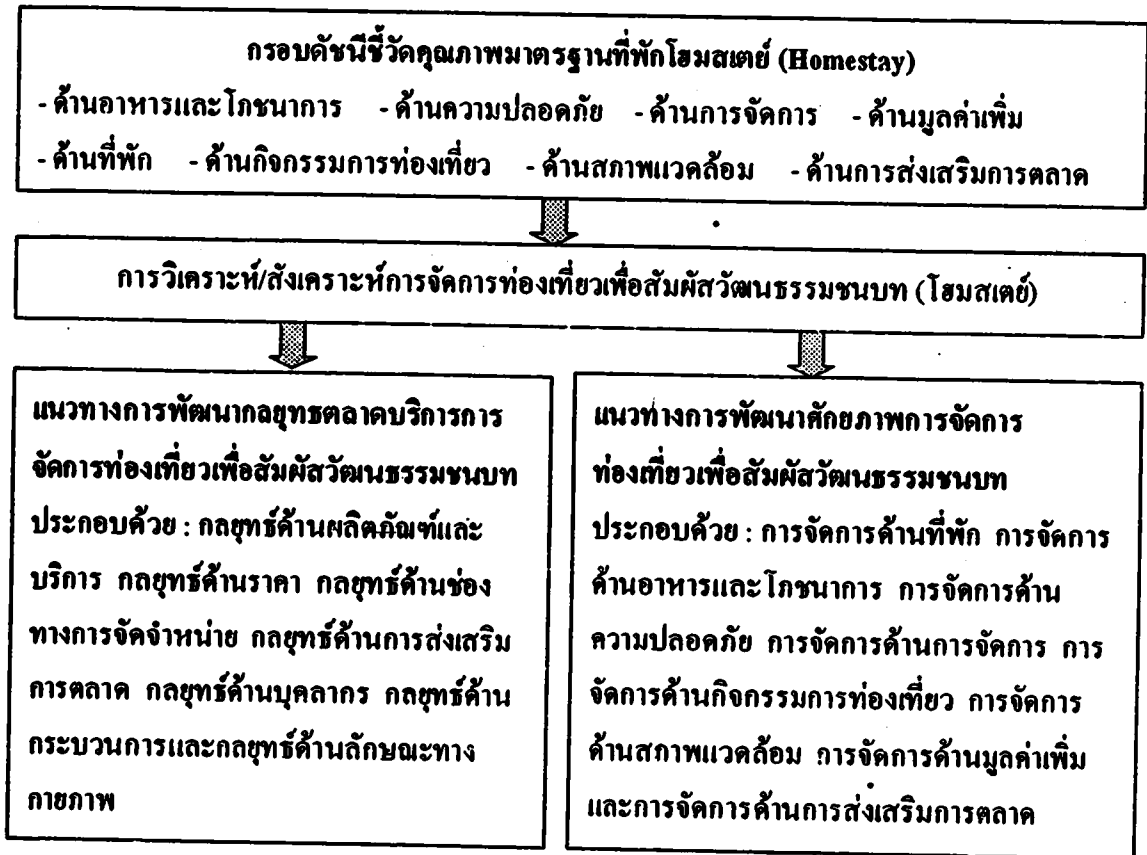 กรอบดัชนีชี้วัดคุณภาพมาตรฐานที่พักโฮมสเตย์ (Homestay)
- ด้านอาหารและโภชนาการ - ด้านความปลอดภัย - ด้านการจัดการ - ด้านมูลค่าเพิ่ม
- ด้านที่พัก - ด้านกิจกรรมการท่องเที่ยว - ด้านสภาพแวดล้อม - ด้านการส่งเสริมการตลาด
การวิเคราะห์/สังเคราะห์การจัดการท่องเที่ยวเพื่อสัมผัสวัฒนธรรมชนบท (โฮมสเตย์)
แนวทางการพัฒนากลยุทธตลาดบริการการ
จัดการท่องเที่ยวเพื่อสัมผัสวัฒนธรรมชนบท
ประกอบด้วย : กลยุทธ์ด้านผลิตภัณฑ์และ
บริการ กลยุทธ์ด้านราคา กลยุทธ์ด้านช่อง
ทางการจัดจำหน่าย กลยุทธ์ด้านการส่งเสริม
การตลาด กลยุทธ์ด้านบุคลากร กลยุทธ์ด้าน
กระบวนการและกลยุทธ์ด้านลักษณะทาง
กายภาพ
แนวทางการพัฒนาศักยภาพการจัดการ
ท่องเที่ยวเพื่อสัมผัสวัฒนธรรมชนบท
ประกอบด้วย : การจัดการด้านที่พัก การจัดการ
ด้านอาหารและโภชนาการ การจัดการด้าน
ความปลอดภัย การจัดการด้านการจัดการ การ
จัดการด้านกิจกรรมการท่องเที่ยว การจัดการ
ด้านสภาพแวดล้อม การจัดการด้านมูลค่าเพิ่ม
และการจัดการด้านการส่งเสริมการตลาด